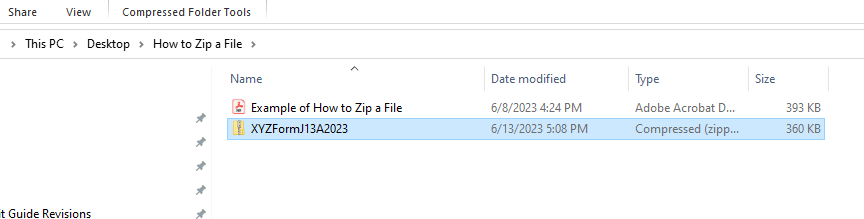 Share View Compressed Folder Tools
This PC Desktop How to Zip a File
Name Date modified Type Size
Example of How to Zip a File 6/8/2023 4:24 PM Adobe Acrobat D... 393 KB
XYZFormJ13A2023 6/13/2023 5:08 PM Compressed (zipp... 360 KB
it Guide Revisions